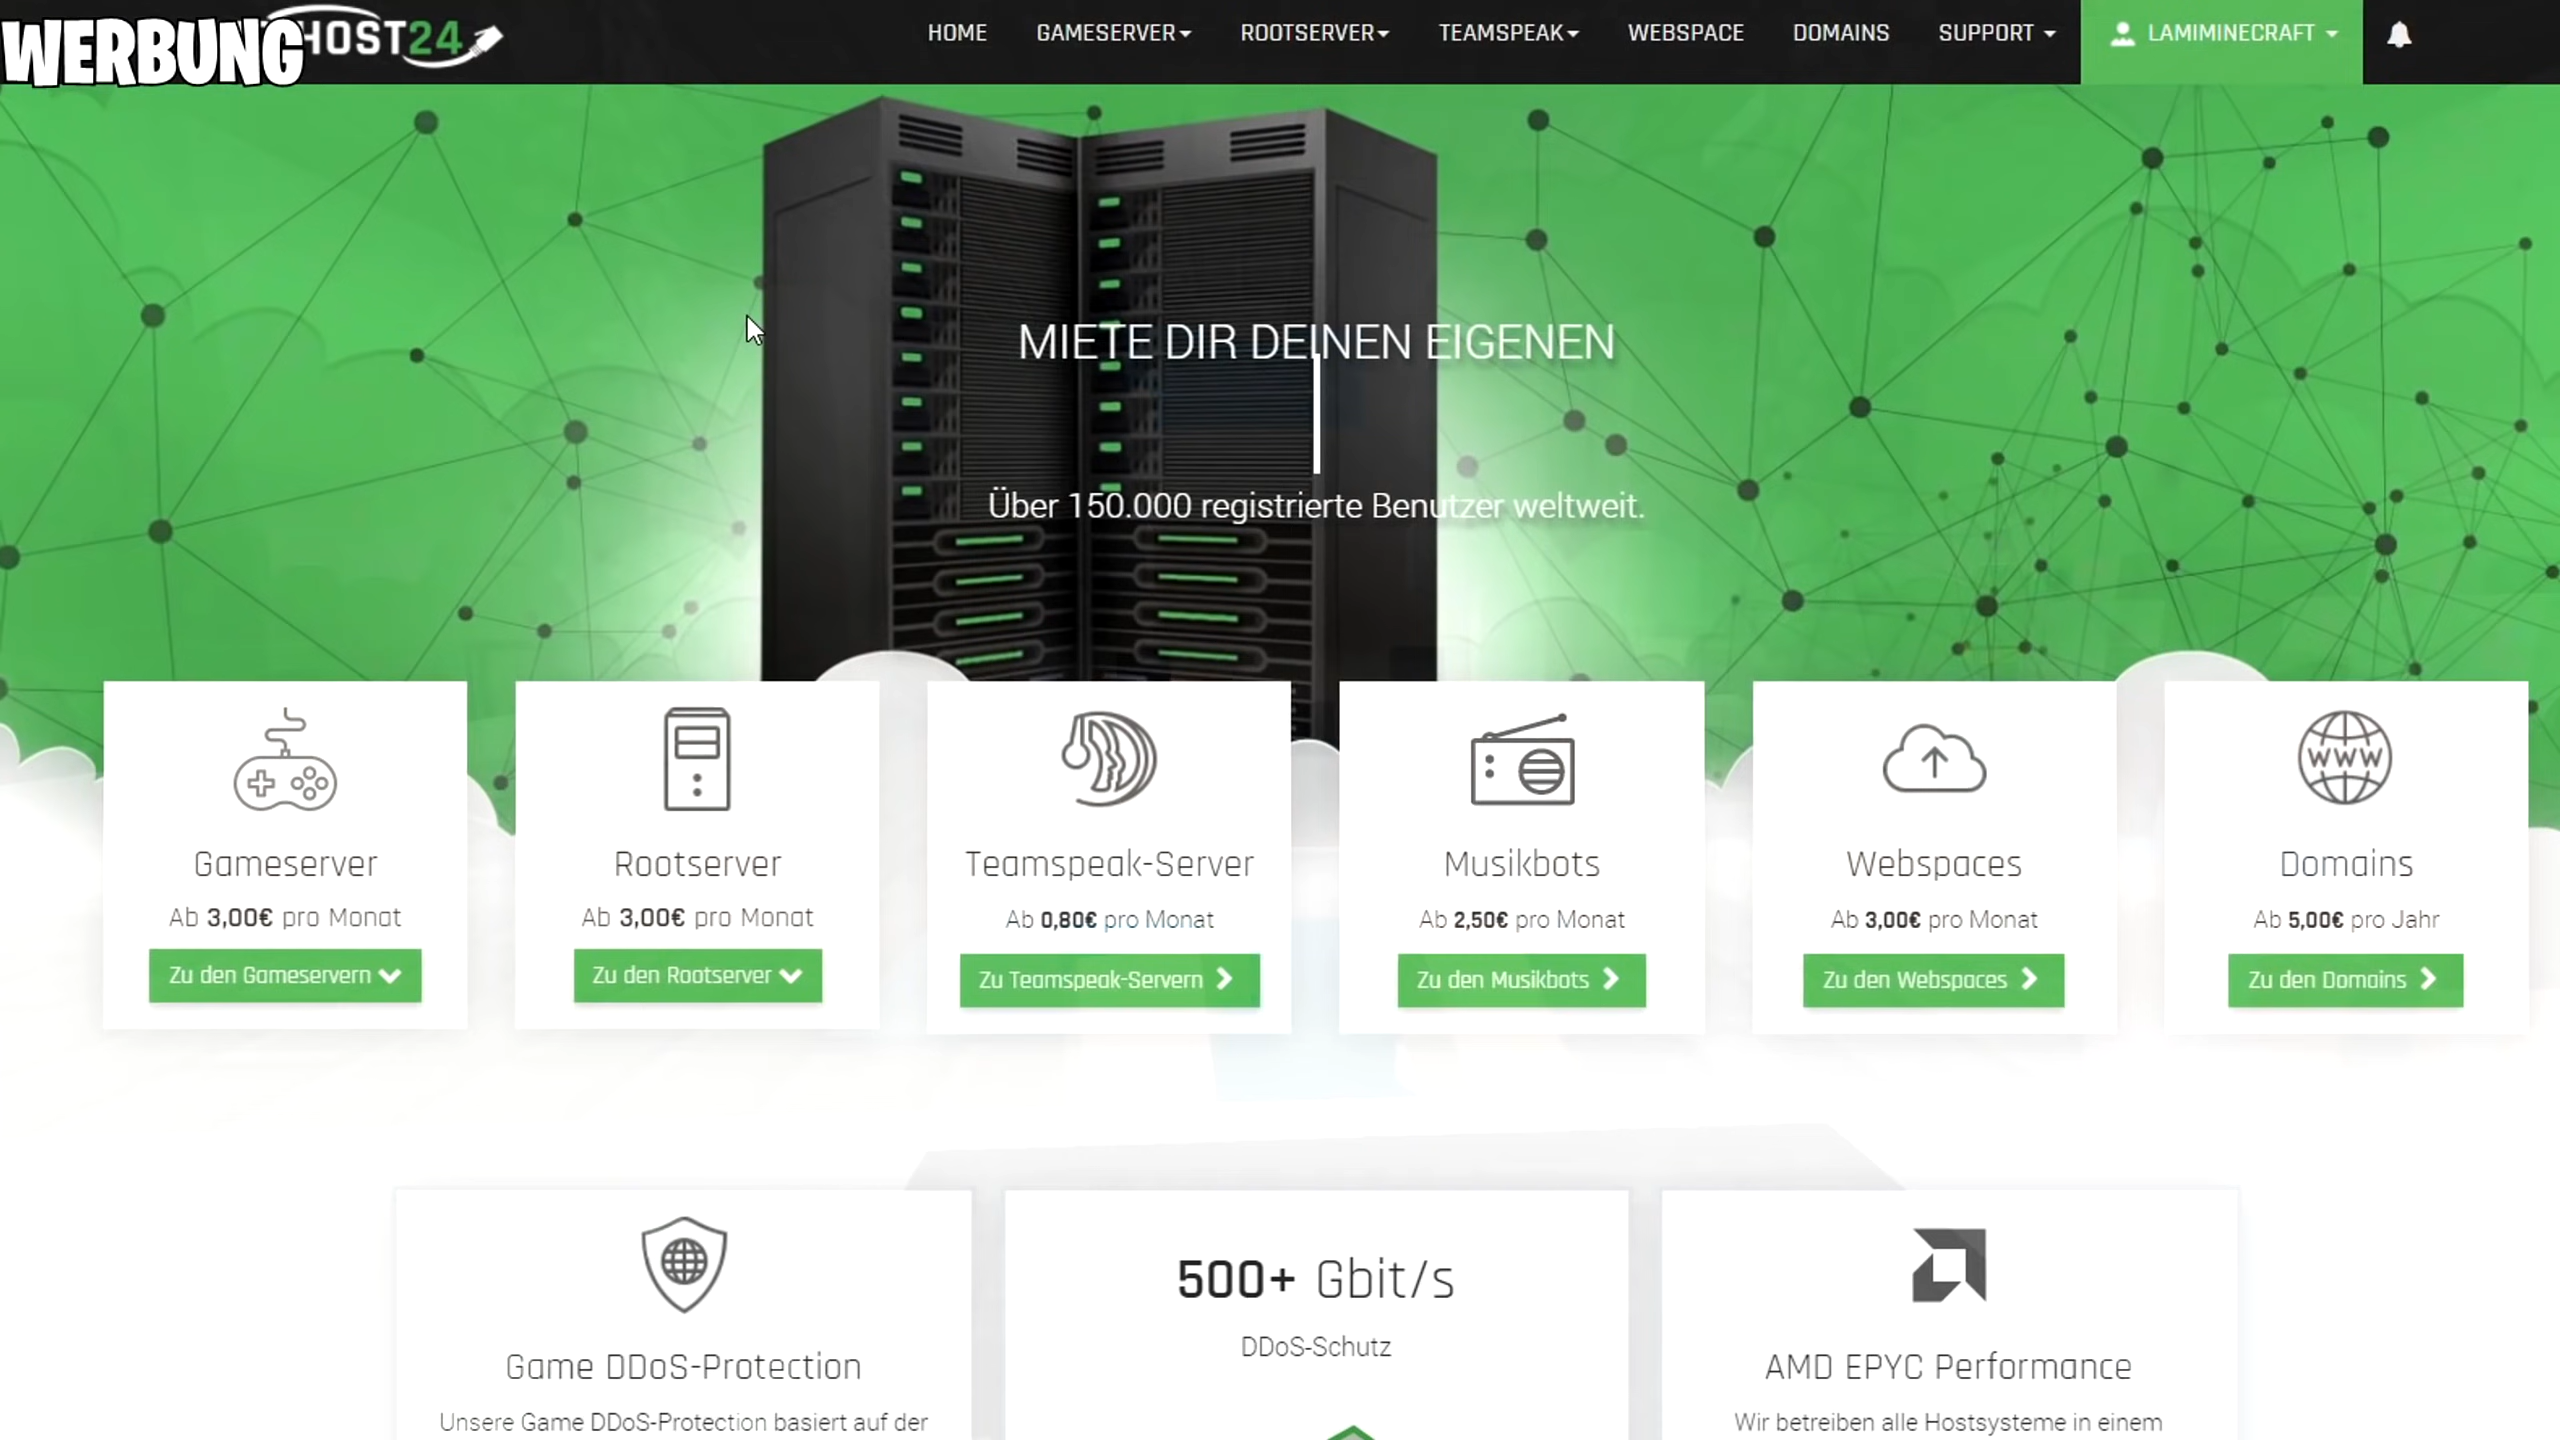 WERBUNG
HOST24
HOME GAMESERVER ROOTSERVER TEAMSPEAK WEBSPACE DOMAINS SUPPORT LAMIMINECRAFT
MIETE DIR DEINEN EIGENEN
Über 150.000 registrierte Benutzer weltweit.
WWW
Gameserver
Ab 3,00€ pro Monat
Zu den Gameservern
Rootserver
Ab 3,00€ pro Monat
Zu den Rootserver
Teamspeak-Server
Ab 0,80€ pro Monat
Zu Teamspeak-Servern
Musikbots
Ab 2,50€ pro Monat
Zu den Musikbots
Webspaces
Ab 3,00€ pro Monat
Zu den Webspaces
Domains
Ab 5,00€ pro Jahr
Zu den Domains
Game DDoS-Protection
Unsere Game DDoS-Protection basiert auf der
500+ Gbit/s
DDoS-Schutz
AMD EPYC Performance
Wir betreiben alle Hostsysteme in einem